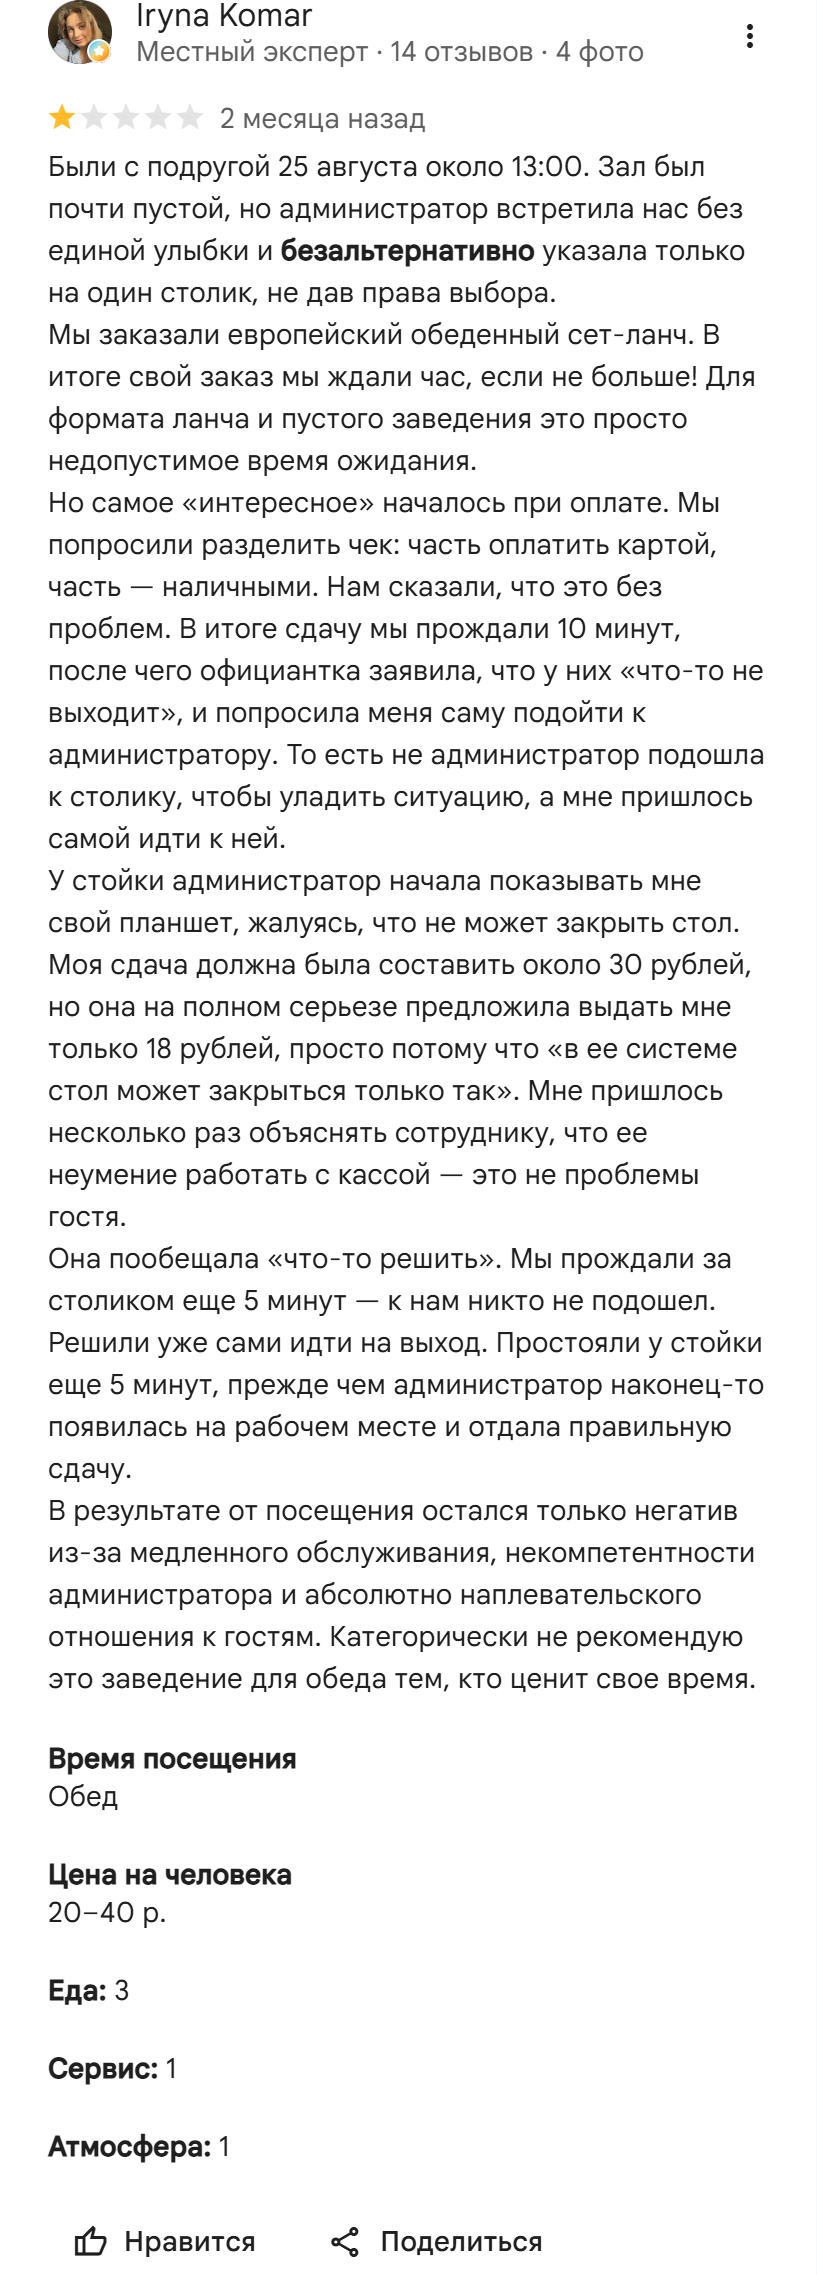 Iryna Komar
Местный эксперт · 14 отзывов · 4 фото
2 месяца назад
Были с подругой 25 августа около 13:00. Зал был
почти пустой, но администратор встретила нас без
единой улыбки и безальтернативно указала только
на один столик, не дав права выбора.
Мы заказали европейский обеденный сет-ланч. В
итоге свой заказ мы ждали час, если не больше! Для
формата ланча и пустого заведения это просто
недопустимое время ожидания.
Но самое «интересное» началось при оплате. Мы
попросили разделить чек: часть оплатить картой,
часть — наличными. Нам сказали, что это без
проблем. В итоге сдачу мы прождали 10 минут,
после чего официантка заявила, что у них «что-то не
выходит», и попросила меня саму подойти к
администратору. То есть не администратор подошла
к столику, чтобы уладить ситуацию, а мне пришлось
самой идти к ней.
У стойки администратор начала показывать мне
свой планшет, жалуясь, что не может закрыть стол.
Моя сдача должна была составить около 30 рублей,
но она на полном серьезе предложила выдать мне
только 18 рублей, просто потому что «в ее системе
стол может закрыться только так». Мне пришлось
несколько раз объяснять сотруднику, что ее
неумение работать с кассой — это не проблемы
гостя.
Она пообещала «что-то решить». Мы прождали за
столиком еще 5 минут — к нам никто не подошел.
Решили уже сами идти на выход. Простояли у стойки
еще 5 минут, прежде чем администратор наконец-то
появилась на рабочем месте и отдала правильную
сдачу.
В результате от посещения остался только негатив
из-за медленного обслуживания, некомпетентности
администратора и абсолютно наплевательского
отношения к гостям. Категорически не рекомендую
это заведение для обеда тем, кто ценит свое время.
Время посещения
Обед
Цена на человека
20–40 р.
Еда: 3
Сервис: 1
Атмосфера: 1
Нравится
Поделиться